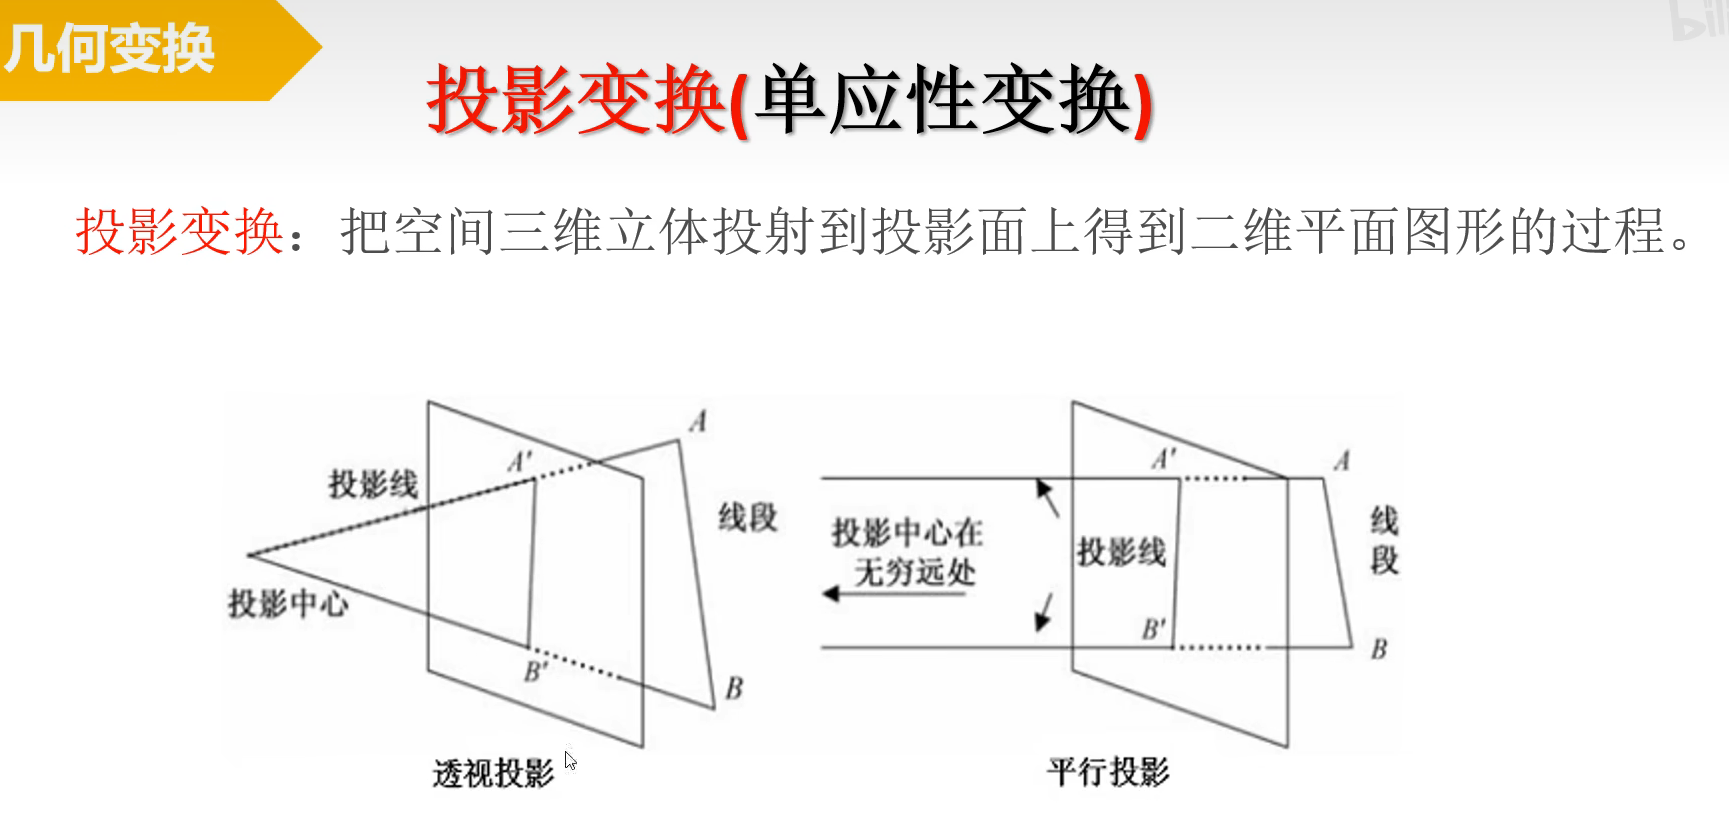 几何变换
bili
投影变换(单应性变换)
投影变换：把空间三维立体投射到投影面上得到二维平面图形的过程。
A
A'
投影线
线段
投影中心
B'
B
透视投影
A'
A
投影中心在
无穷远处
投影线
线
段
B'
B
平行投影